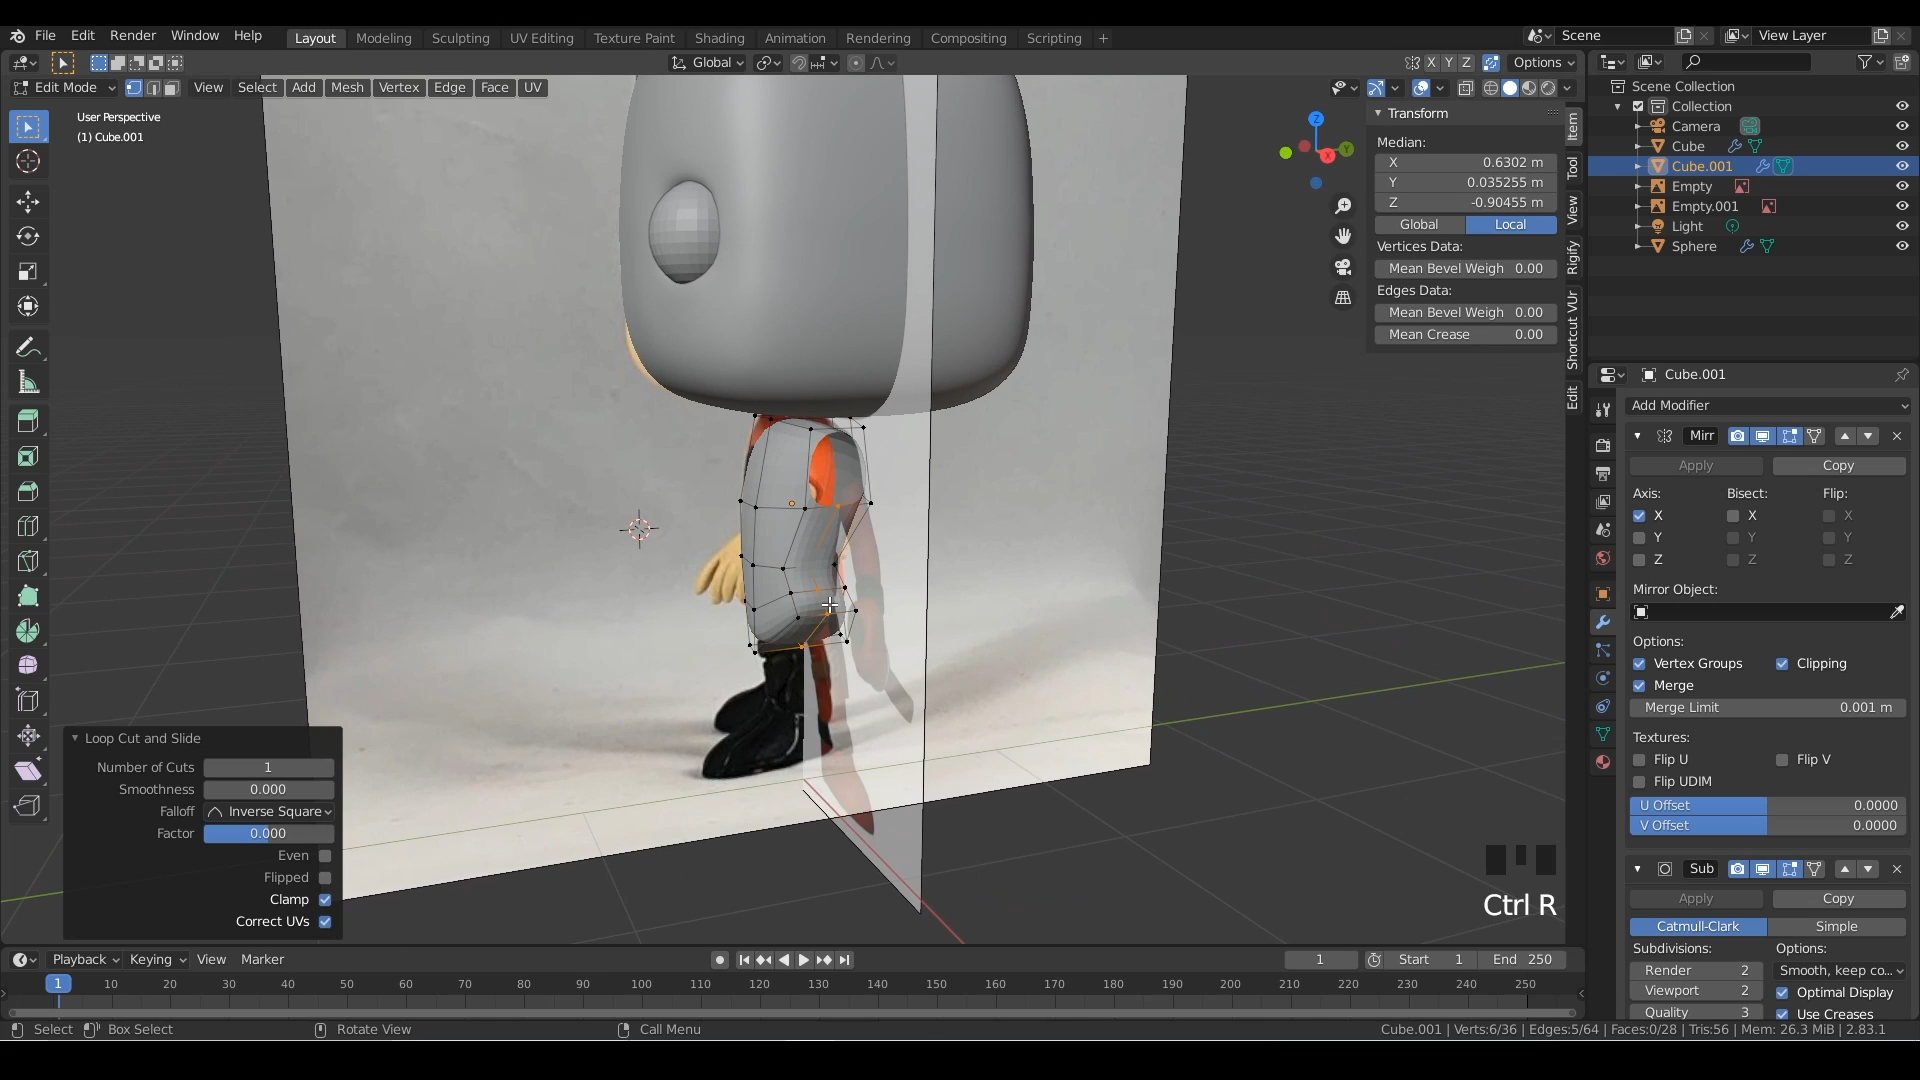 File Edit Render Window Help Layout Modeling Sculpting UV Editing Texture Paint Shading Animation Rendering Compositing Scripting + Scene View Layer
Global X Y Z Options
Edit Mode View Select Add Mesh Vertex Edge Face UV
User Perspective
(1) Cube.001
Z
Y
X
Transform
Median:
X 0.6302 m
Y 0.035255 m
Z -0.90455 m
Global Local
Vertices Data:
Mean Bevel Weigh 0.00
Edges Data:
Mean Bevel Weigh 0.00
Mean Crease 0.00
Item
Tool
View
Rigify
Shortcut VUr
Edit
Scene Collection
Collection
Camera
Cube
Cube.001
Empty
Empty.001
Light
Sphere
Cube.001
Add Modifier
Mirr
Apply Copy
Axis: Bisect: Flip:
X X X
Y Y Y
Z Z Z
Mirror Object:
Options:
Vertex Groups Clipping
Merge
Merge Limit 0.001 m
Textures:
Flip U Flip V
Flip UDIM
U Offset 0.0000
V Offset 0.0000
Sub
Apply Copy
Catmull-Clark Simple
Subdivisions: Options:
Render 2 Smooth, keep co...
Viewport 2 Optimal Display
Quality 3 Use Creases
Loop Cut and Slide
Number of Cuts 1
Smoothness 0.000
Falloff Inverse Square
Factor 0.000
Even
Flipped
Clamp
Correct UVs
Ctrl R
Playback Keying View Marker 1 Start 1 End 250
1 10 20 30 40 50 60 70 80 90 100 110 120 130 140 150 160 170 180 190 200 210 220 230 240 250
Select Box Select Rotate View Call Menu Cube.001 | Verts:6/36 | Edges:5/64 | Faces:0/28 | Tris:56 | Mem: 26.3 MiB | 2.83.1